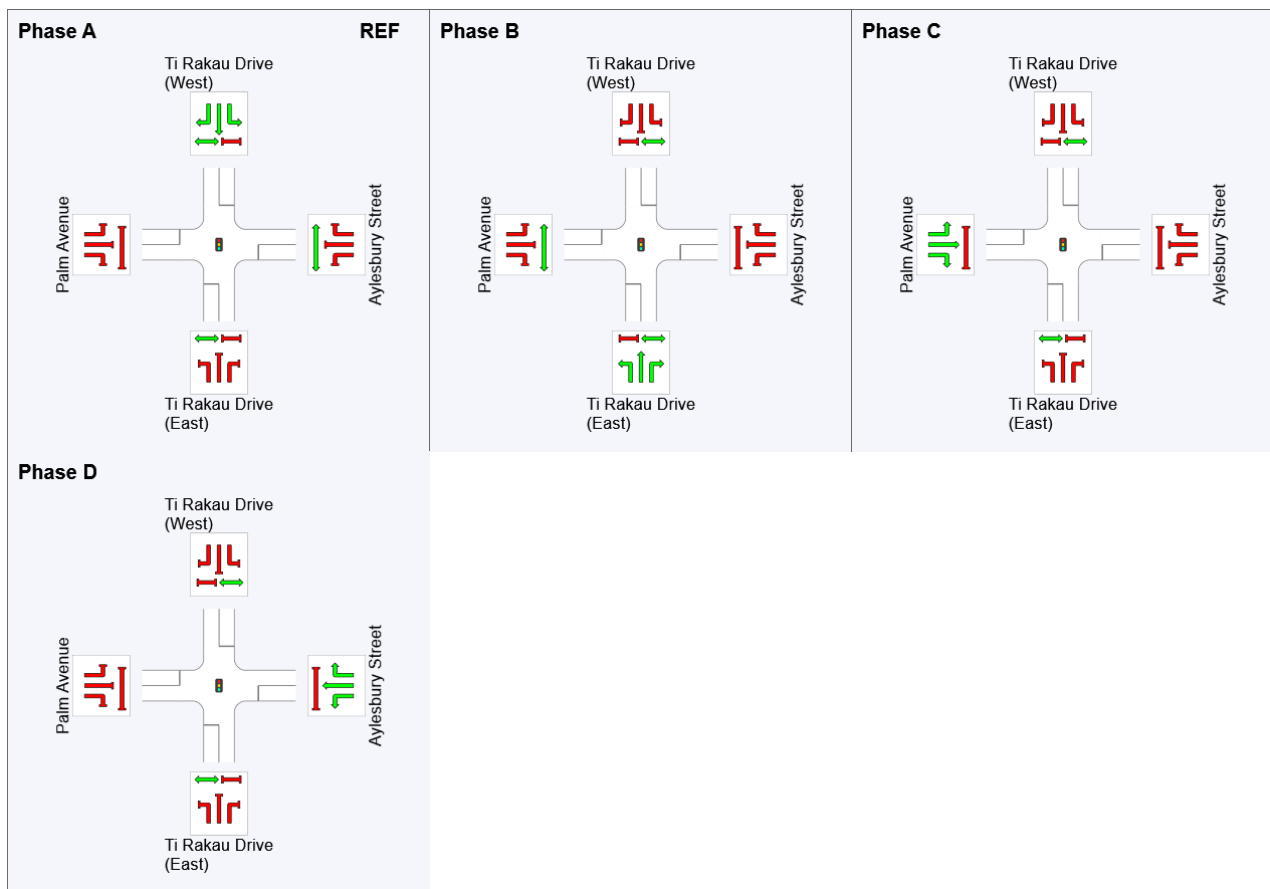 Phase A
REF
Ti Rakau Drive
(West)
Palm Avenue
Aylesbury Street
Ti Rakau Drive
(East)
Phase B
Ti Rakau Drive
(West)
Palm Avenue
Aylesbury Street
Ti Rakau Drive
(East)
Phase C
Ti Rakau Drive
(West)
Palm Avenue
Aylesbury Street
Ti Rakau Drive
(East)
Phase D
Ti Rakau Drive
(West)
Palm Avenue
Aylesbury Street
Ti Rakau Drive
(East)